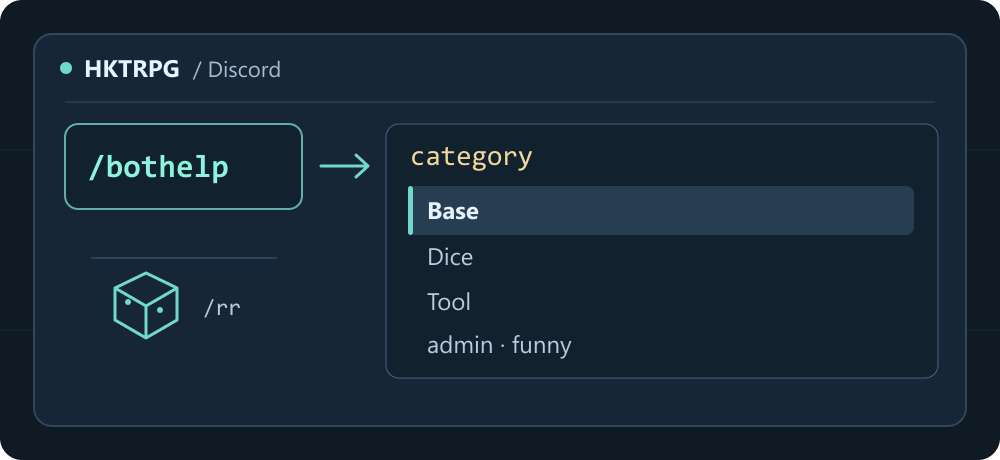 HKTRPG / Discord
/bothelp
category
Base
Dice
Tool
admin · funny
/rr